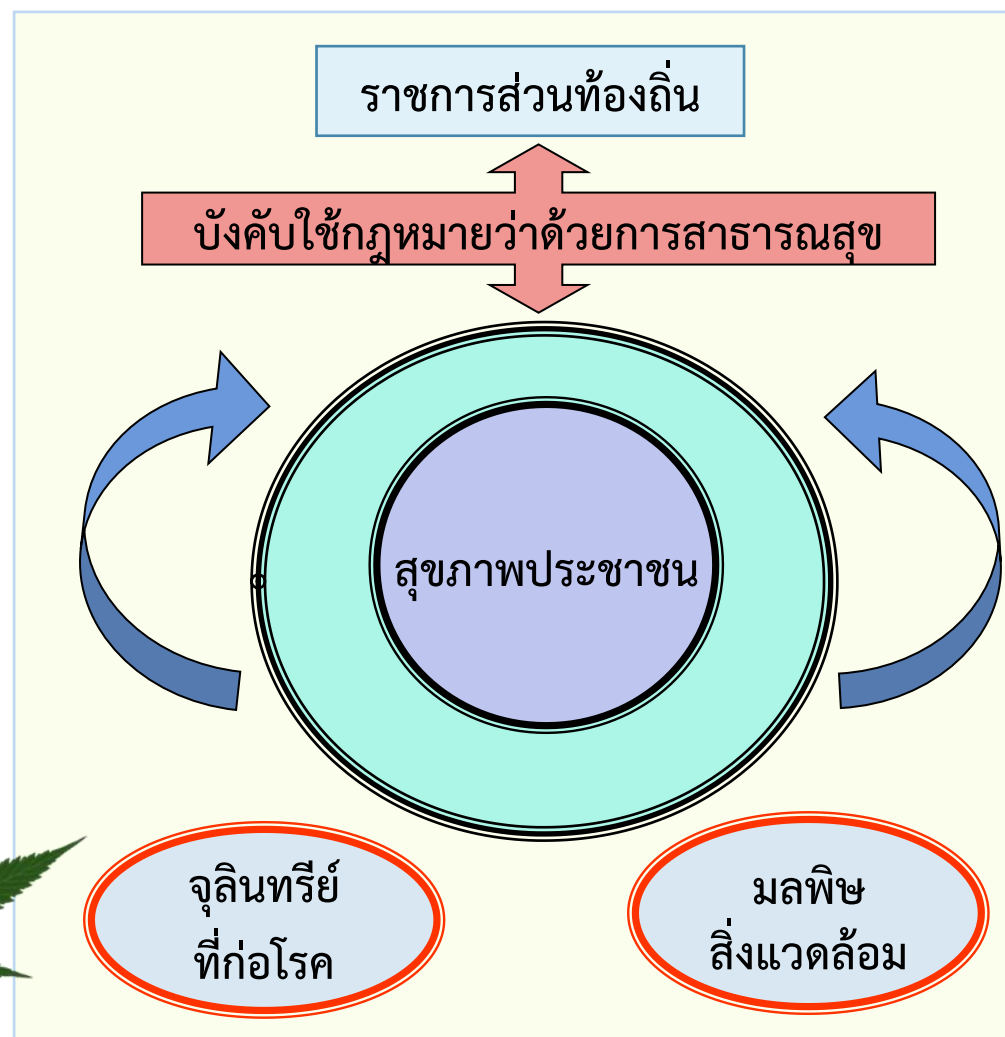 ราชการส่วนท้องถิ่น
บังคับใช้กฎหมายว่าด้วยการสาธารณสุข
สุขภาพประชาชน
จุลินทรีย์
ที่ก่อโรค
มลพิษ
สิ่งแวดล้อม